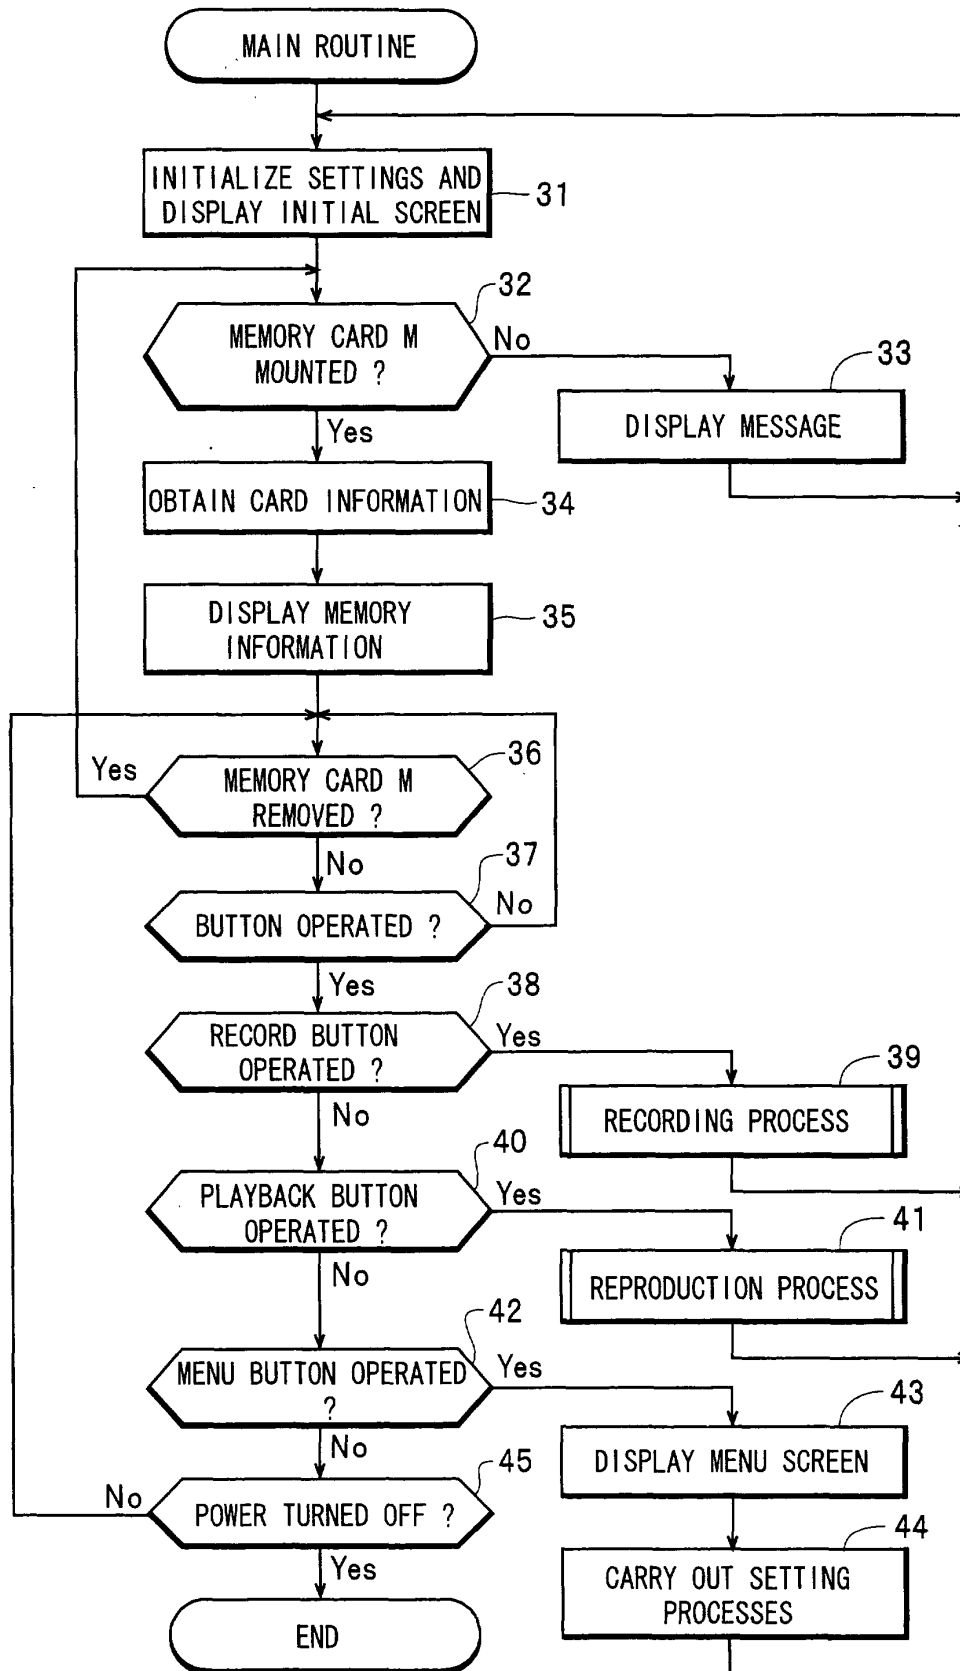 MAIN ROUTINE
INITIALIZE SETTINGS AND
DISPLAY INITIAL SCREEN
31
32
MEMORY CARD M
MOUNTED ?
No
33
DISPLAY MESSAGE
Yes
OBTAIN CARD INFORMATION
34
DISPLAY MEMORY
INFORMATION
35
36
Yes
MEMORY CARD M
REMOVED ?
No
37
BUTTON OPERATED ?
No
Yes
38
RECORD BUTTON
OPERATED ?
Yes
39
RECORDING PROCESS
No
40
PLAYBACK BUTTON
OPERATED ?
Yes
41
REPRODUCTION PROCESS
No
42
MENU BUTTON OPERATED
?
Yes
43
DISPLAY MENU SCREEN
No
45
No
POWER TURNED OFF ?
44
CARRY OUT SETTING
PROCESSES
Yes
END